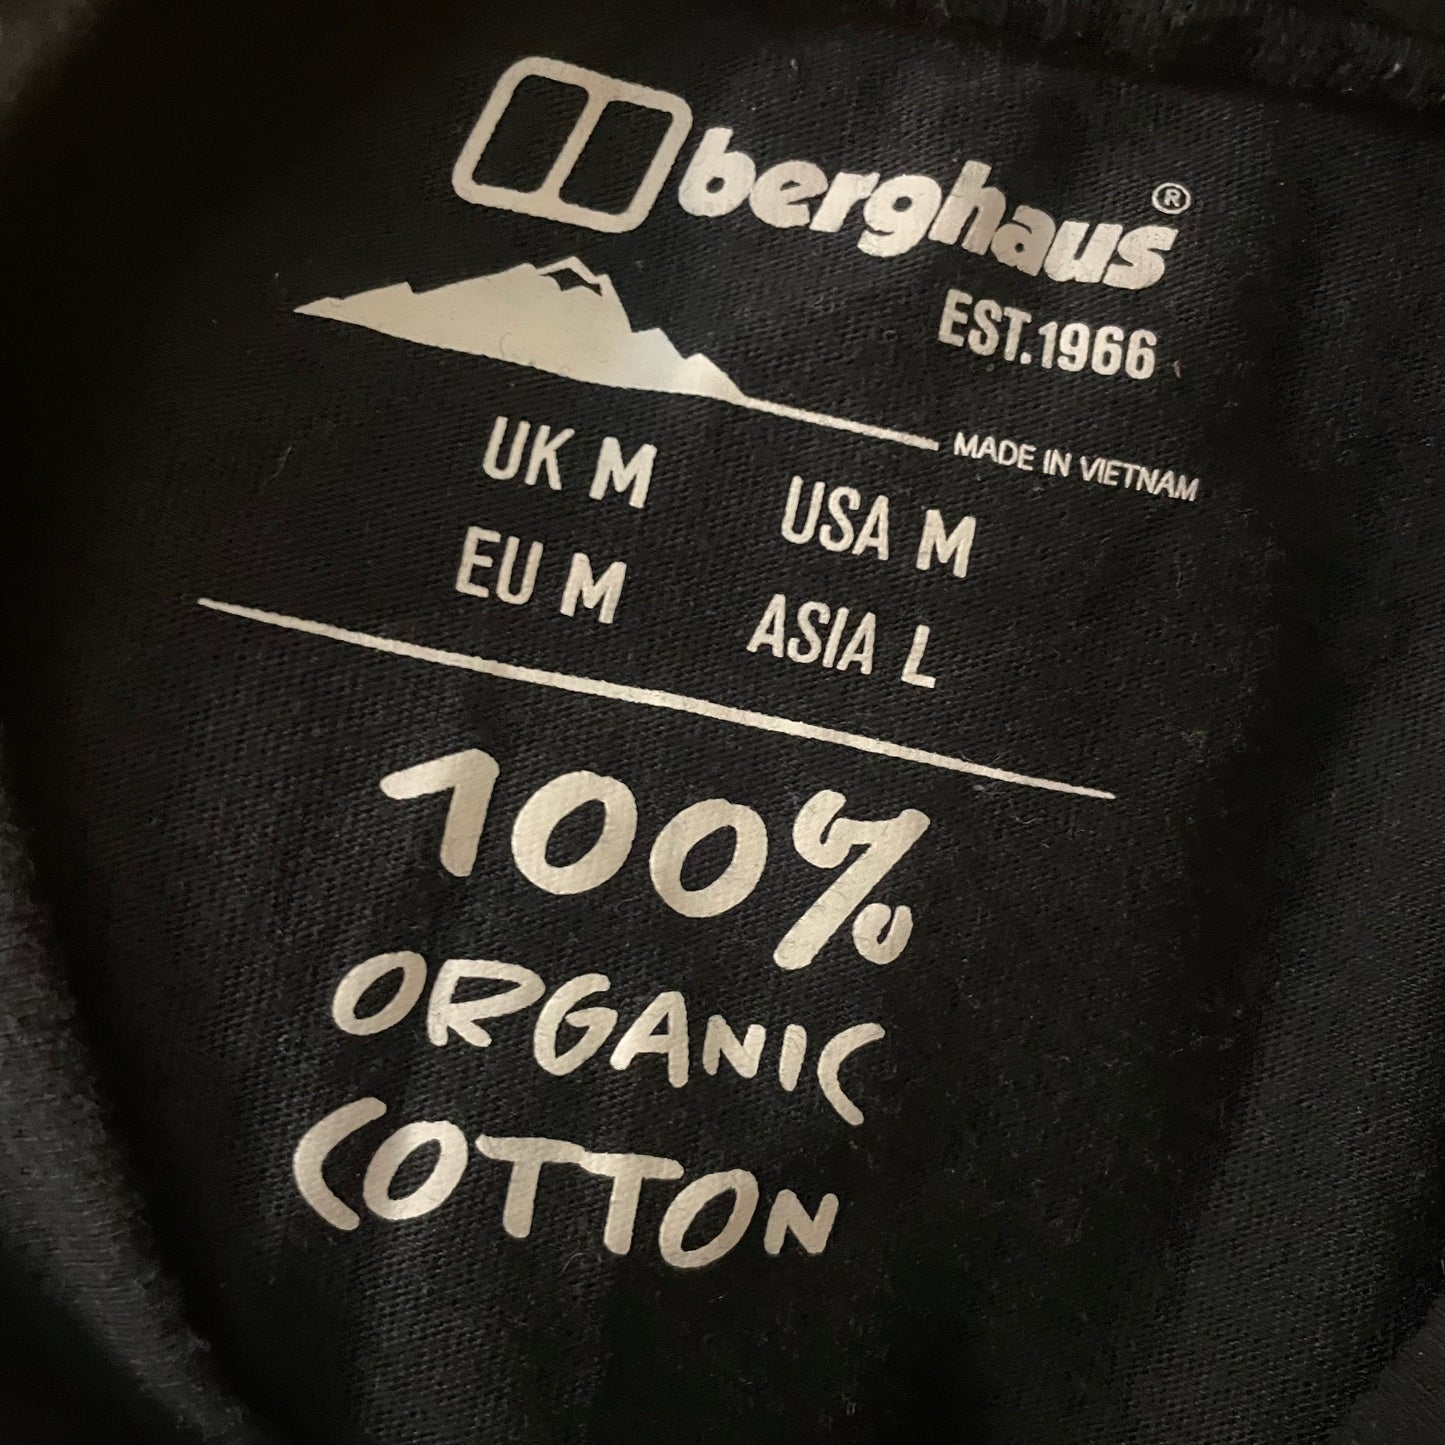 berghaus®
EST.1966
MADE IN VIETNAM
UK M USA M
EU M ASIA L
100%
ORGANIC
COTTON